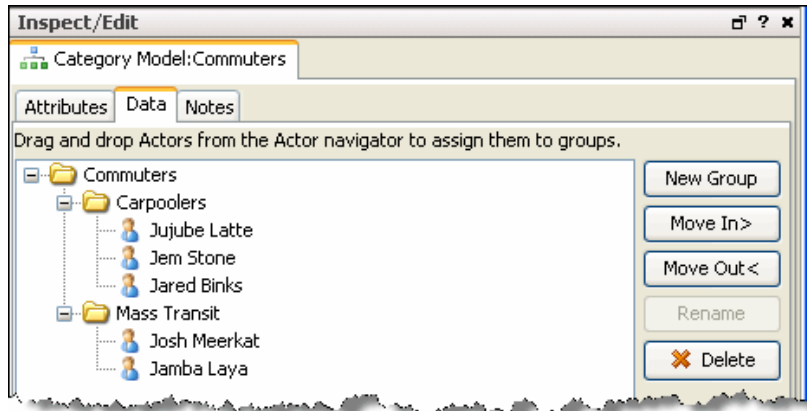 Inspect/Edit
Category Model:Commuters
Attributes Data Notes
Drag and drop Actors from the Actor navigator to assign them to groups.
Commuters
Carpoolers
Jujube Latte
Jem Stone
Jared Binks
Mass Transit
Josh Meerkat
Jamba Laya
New Group
Move In>
Move Out<
Rename
Delete